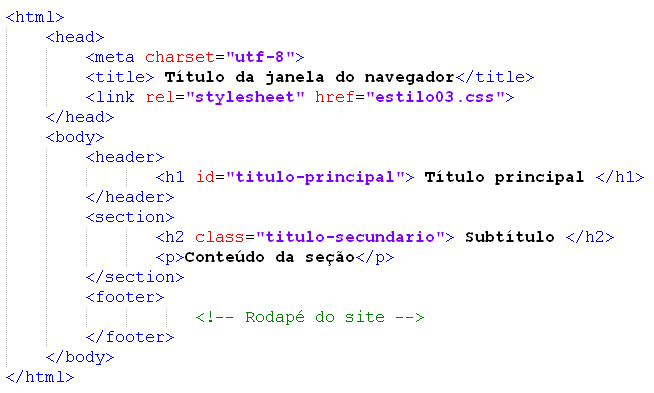 <html>
<head>
<meta charset="utf-8">
<title> Título da janela do navegador</title>
<link rel="stylesheet" href="estilo03.css">
</head>
<body>
<header>
<h1 id="titulo-principal"> Título principal </h1>
</header>
<section>
<h2 class="titulo-secundario"> Subtítulo </h2>
<p>Conteúdo da seção</p>
</section>
<footer>
<!-- Rodapé do site -->
</footer>
</body>
</html>